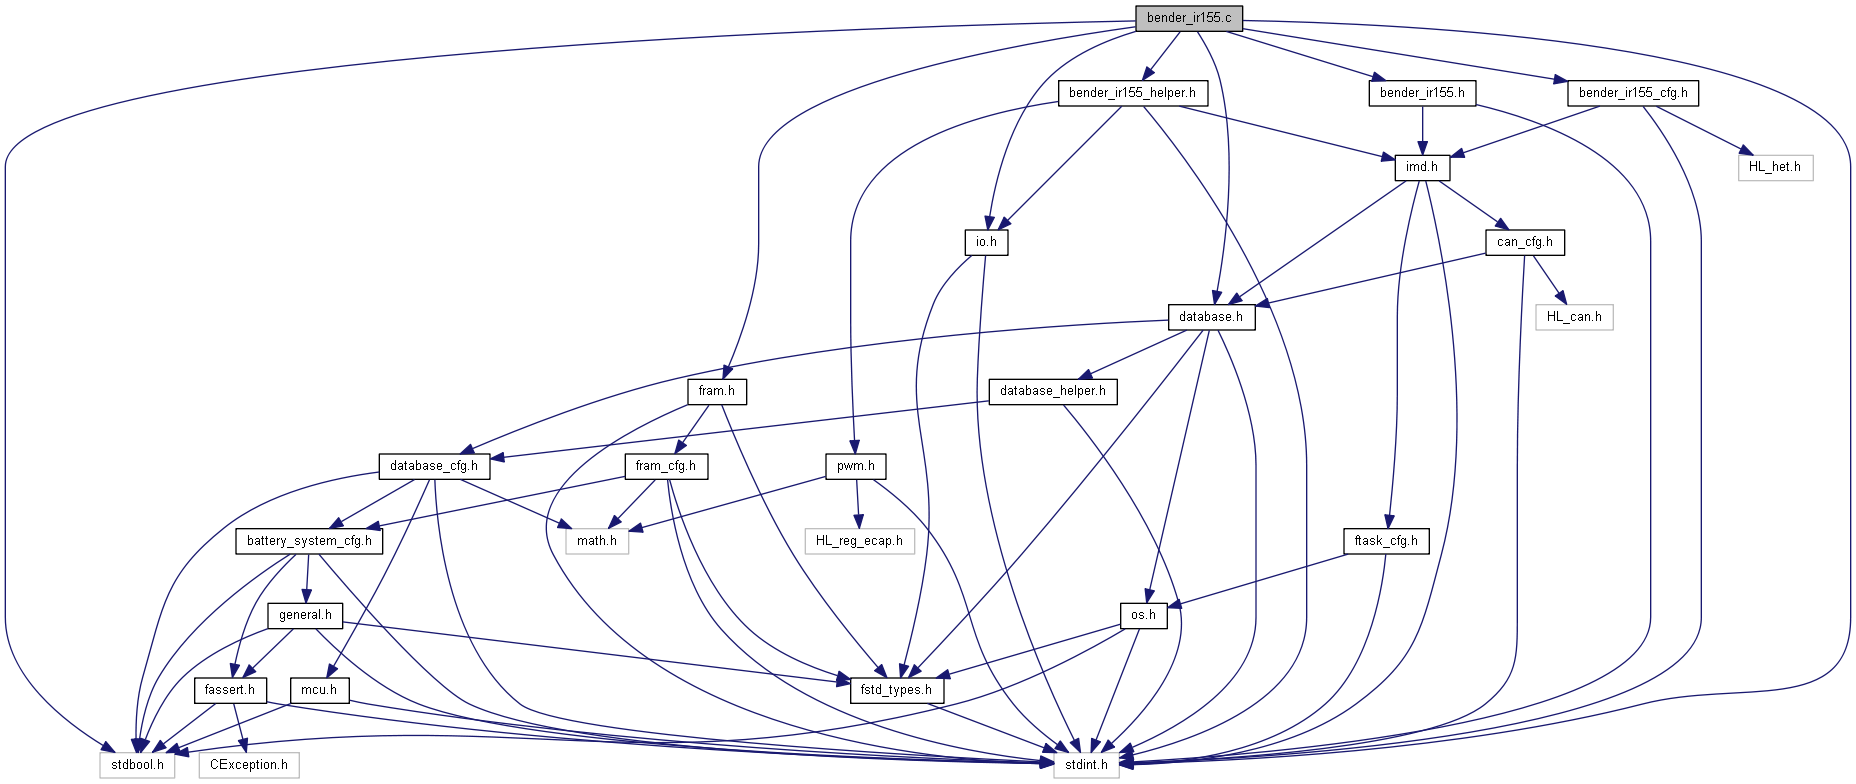 bender_ir155.c
bender_ir155_helper.h
bender_ir155.h
bender_ir155_cfg.h
imd.h
HL_het.h
io.h
can_cfg.h
database.h
HL_can.h
fram.h
database_helper.h
database_cfg.h
fram_cfg.h
pwm.h
battery_system_cfg.h
math.h
HL_reg_ecap.h
ftask_cfg.h
general.h
os.h
fassert.h
mcu.h
fstd_types.h
stdbool.h
CException.h
stdint.h